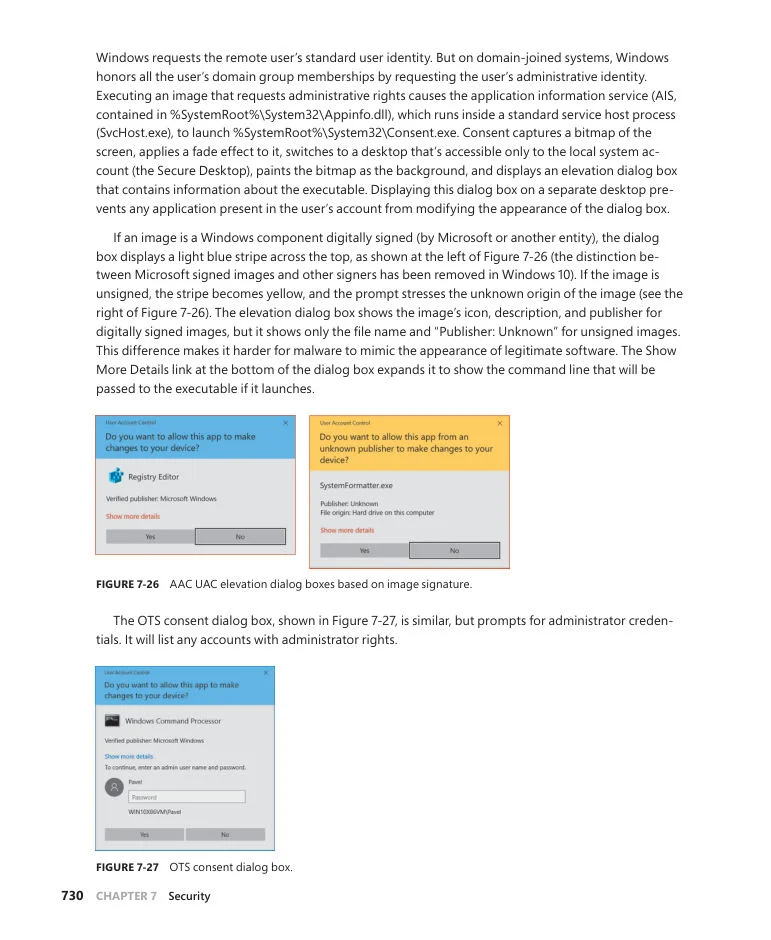 Windows requests the remote user's standard user identity. But on domain-joined systems, Windows
honors all the user's domain group memberships by requesting the user's administrative identity.
Executing an image that requests administrative rights causes the application information service (AIS,
contained in %SystemRoot%\System32\Appinfo.dll), which runs inside a standard service host process
(SvcHost.exe), to launch %SystemRoot%\System32\Consent.exe. Consent captures a bitmap of the
screen, applies a fade effect to it, switches to a desktop that's accessible only to the local system ac-
count (the Secure Desktop), paints the bitmap as the background, and displays an elevation dialog box
that contains information about the executable. Displaying this dialog box on a separate desktop pre-
vents any application present in the user's account from modifying the appearance of the dialog box.
If an image is a Windows component digitally signed (by Microsoft or another entity), the dialog
box displays a light blue stripe across the top, as shown at the left of Figure 7-26 (the distinction be-
tween Microsoft signed images and other signers has been removed in Windows 10). If the image is
unsigned, the stripe becomes yellow, and the prompt stresses the unknown origin of the image (see the
right of Figure 7-26). The elevation dialog box shows the image's icon, description, and publisher for
digitally signed images, but it shows only the file name and "Publisher: Unknown" for unsigned images.
This difference makes it harder for malware to mimic the appearance of legitimate software. The Show
More Details link at the bottom of the dialog box expands it to show the command line that will be
passed to the executable if it launches.
User Account Control
Do you want to allow this app to make
changes to your device?
Registry Editor
Verified publisher: Microsoft Windows
Show more details
Yes No
User Account Control
Do you want to allow this app from an
unknown publisher to make changes to your
device?
SystemFormatter.exe
Publisher: Unknown
File origin: Hard drive on this computer
Show more details
Yes No
FIGURE 7-26 AAC UAC elevation dialog boxes based on image signature.
The OTS consent dialog box, shown in Figure 7-27, is similar, but prompts for administrator creden-
tials. It will list any accounts with administrator rights.
User Account Control
Do you want to allow this app to make
changes to your device?
Windows Command Processor
Verified publisher: Microsoft Windows
Show more details
To continue, enter an admin user name and password.
Pavel
Password
WIN10X86VM\Pavel
Yes No
FIGURE 7-27 OTS consent dialog box.
730 CHAPTER 7 Security